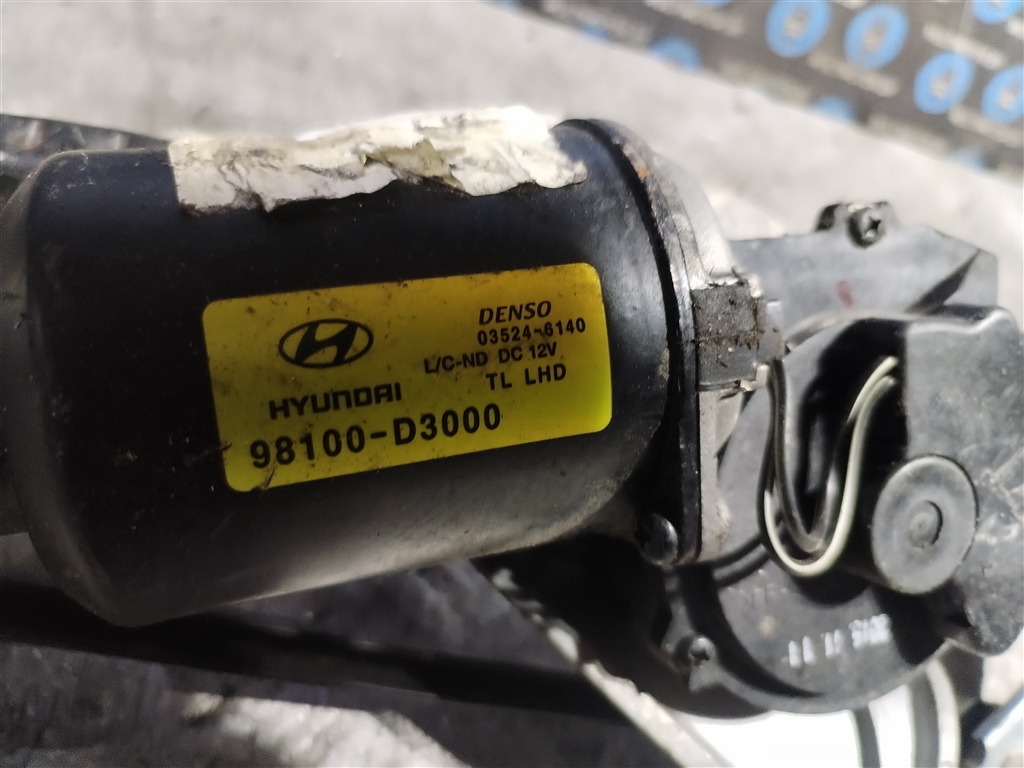 DENSO
03524-6140
L/C-ND DC 12V
TL LHD
HYUNDAI
98100-D3000